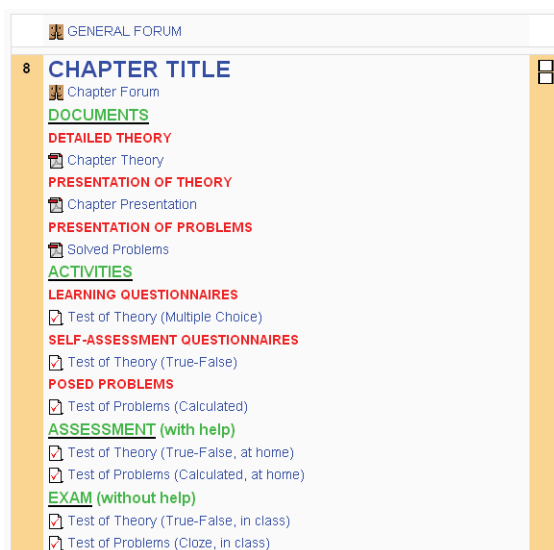 GENERAL FORUM
8 CHAPTER TITLE
Chapter Forum
DOCUMENTS
DETAILED THEORY
Chapter Theory
PRESENTATION OF THEORY
Chapter Presentation
PRESENTATION OF PROBLEMS
Solved Problems
ACTIVITIES
LEARNING QUESTIONNAIRES
Test of Theory (Multiple Choice)
SELF-ASSESSMENT QUESTIONNAIRES
Test of Theory (True-False)
POSED PROBLEMS
Test of Problems (Calculated)
ASSESSMENT (with help)
Test of Theory (True-False, at home)
Test of Problems (Calculated, at home)
EXAM (without help)
Test of Theory (True-False, in class)
Test of Problems (Cloze, in class)